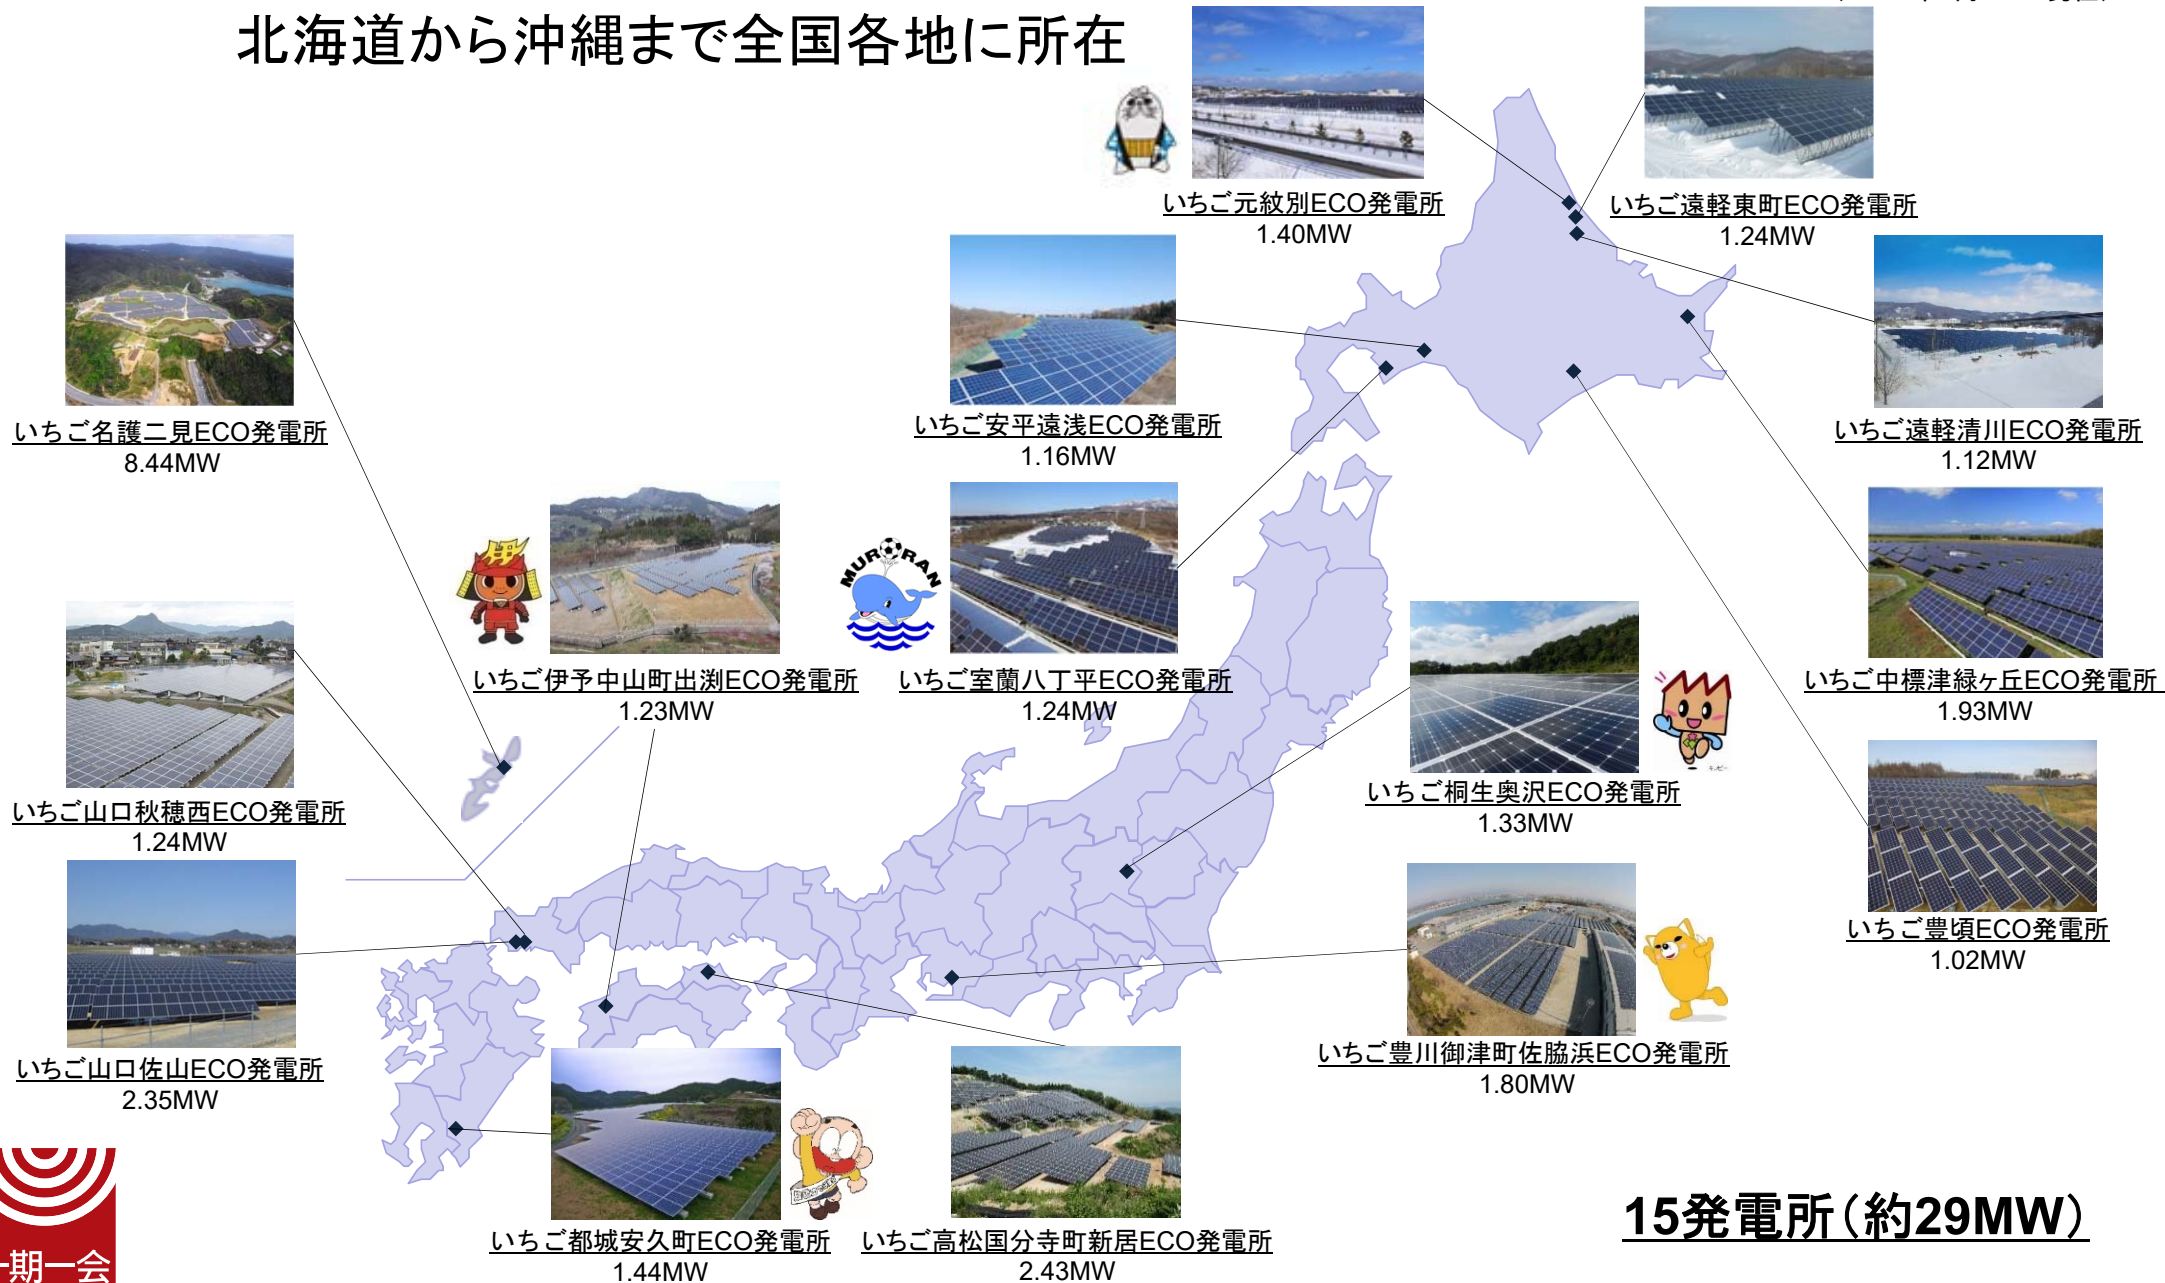 北海道から沖縄まで全国各地に所在
いちご元紋別ECO発電所
1.40MW
いちご遠軽東町ECO発電所
1.24MW
いちご安平遠浅ECO発電所
1.16MW
いちご遠軽清川ECO発電所
1.12MW
いちご名護二見ECO発電所
8.44MW
いちご伊予中山町出渕ECO発電所
1.23MW
MURORAN
いちご室蘭八丁平ECO発電所
1.24MW
いちご中標津緑ヶ丘ECO発電所
1.93MW
いちご山口秋穂西ECO発電所
1.24MW
いちご桐生奥沢ECO発電所
1.33MW
いちご豊頃ECO発電所
1.02MW
いちご山口佐山ECO発電所
2.35MW
いちご豊川御津町佐脇浜ECO発電所
1.80MW
いちご都城安久町ECO発電所
1.44MW
いちご高松国分寺町新居ECO発電所
2.43MW
15発電所（約29MW）
一期一会